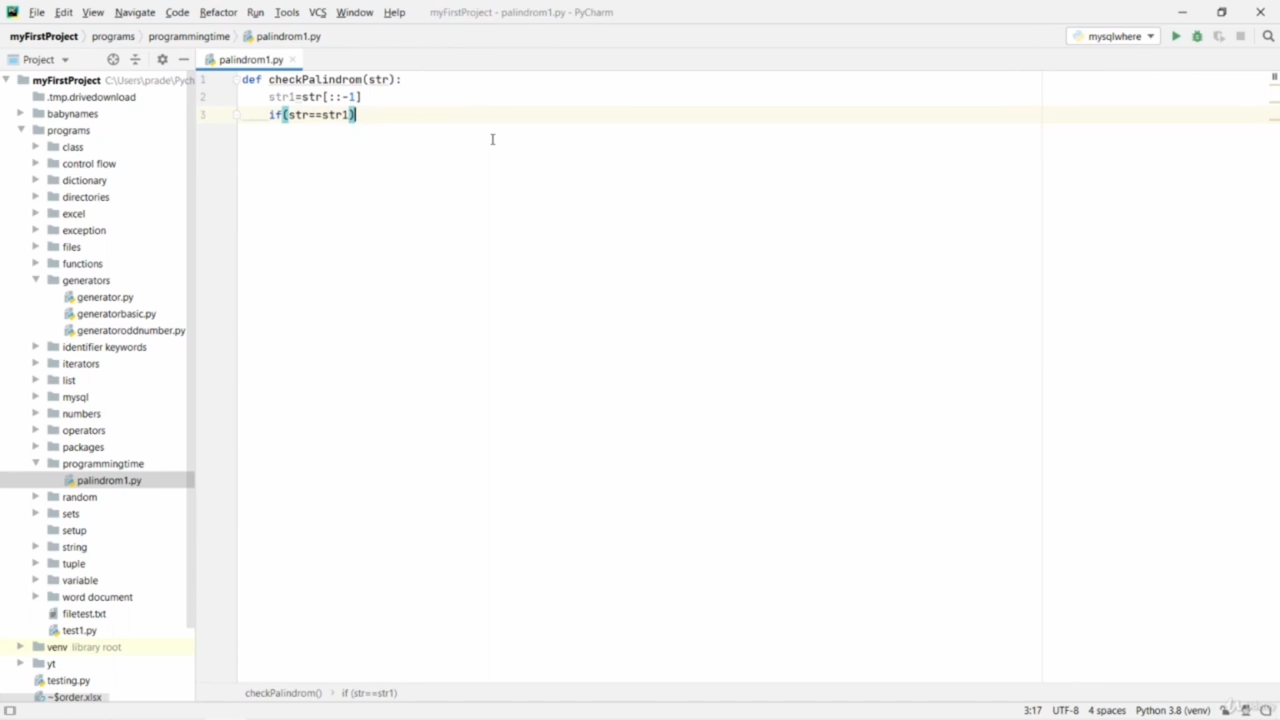 File Edit View Navigate Code Refactor Run Tools VCS Window Help myFirstProject - palindrom1.py - PyCharm
myFirstProject programs programmingtime palindrom1.py mysqlwhere
Project palindrom1.py
myFirstProject C:\Users\prade\Pych
.tmp.drivedownload
babynames
programs
class
control flow
dictionary
directories
excel
exception
files
functions
generators
generator.py
generatorbasic.py
generatoroddnumber.py
identifier keywords
iterators
list
mysql
numbers
operators
packages
programmingtime
palindrom1.py
random
sets
setup
string
tuple
variable
word document
filetest.txt
test1.py
venv library root
yt
testing.py
~$order.xlsx
1 def checkPalindrom(str):
2 str1=str[::-1]
3 if(str==str1)
checkPalindrom() › if (str==str1)
3:17 UTF-8 4 spaces Python 3.8 (venv)